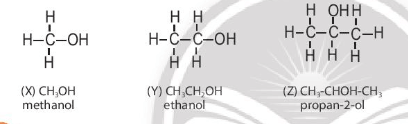 H H H H OH H
H-C-OH H-C-C-OH H-C-C-C-H
H H H H H H
(X) CH₃OH (Y) CH₃CH₂OH (Z) CH₃-CHOH-CH₃
methanol ethanol propan-2-ol